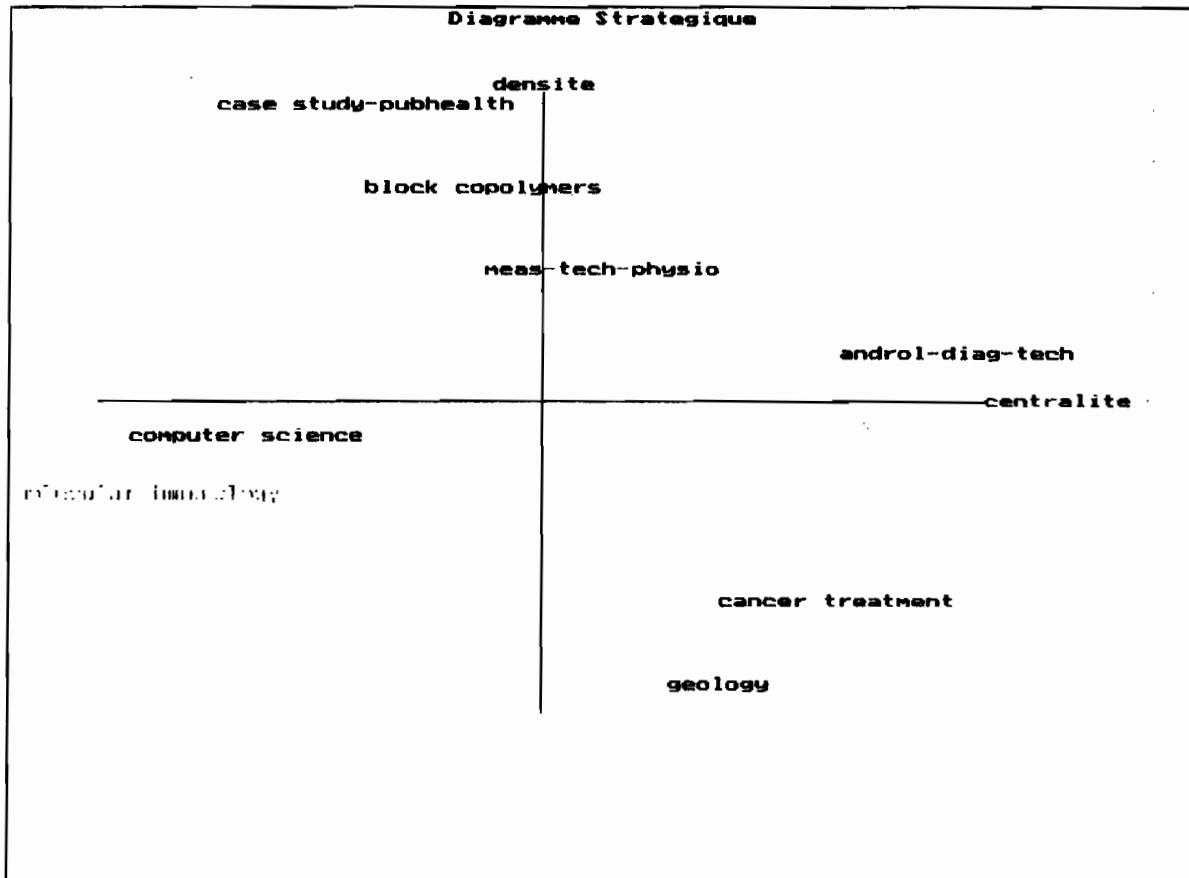 Diagramme Strategique
densite
case study-pubhealth
block copolymers
meas-tech-physio
androl-diag-tech
centralite
computer science
cancer treatment
geology